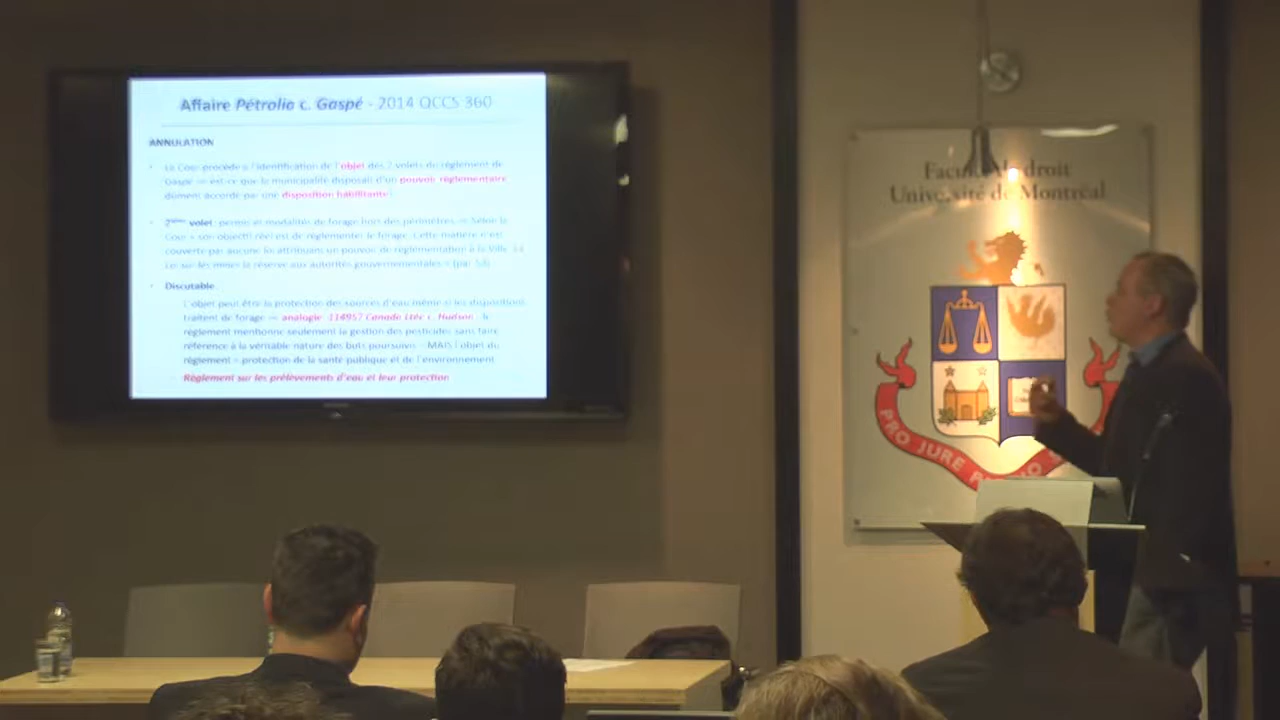 Affaire Pétrolia c. Gaspé - 2014 QCCS 360
ANNULATION
• La Cour procède à l'identification de l'objet des 2 volets du règlement de
Gaspé — est-ce que la municipalité disposait d'un pouvoir réglementaire
dûment accordé par une disposition habilitante
• 2ième volet : permis et modalités de forage hors des périmètres
Selon la
Cour « son objectif réel est de réglementer le forage. Cette matière n'est
couverte par aucune loi attribuant un pouvoir de réglementation à la Ville. La
Loi sur les mines la réserve aux autorités gouvernementales » (par. 53)
• Discutable
L'objet peut être la protection des sources d'eau même si les dispositions
traitent de forage — analogie 114957 Canada Ltée c. Hudson : le
règlement mentionne seulement la gestion des pesticides sans faire
référence à la véritable nature des buts poursuivis – MAIS l'objet du
règlement = protection de la santé publique et de l'environnement
Règlement sur les prélèvements d'eau et leur protection
Faculté de droit
Université de Montréal
PRO JURE